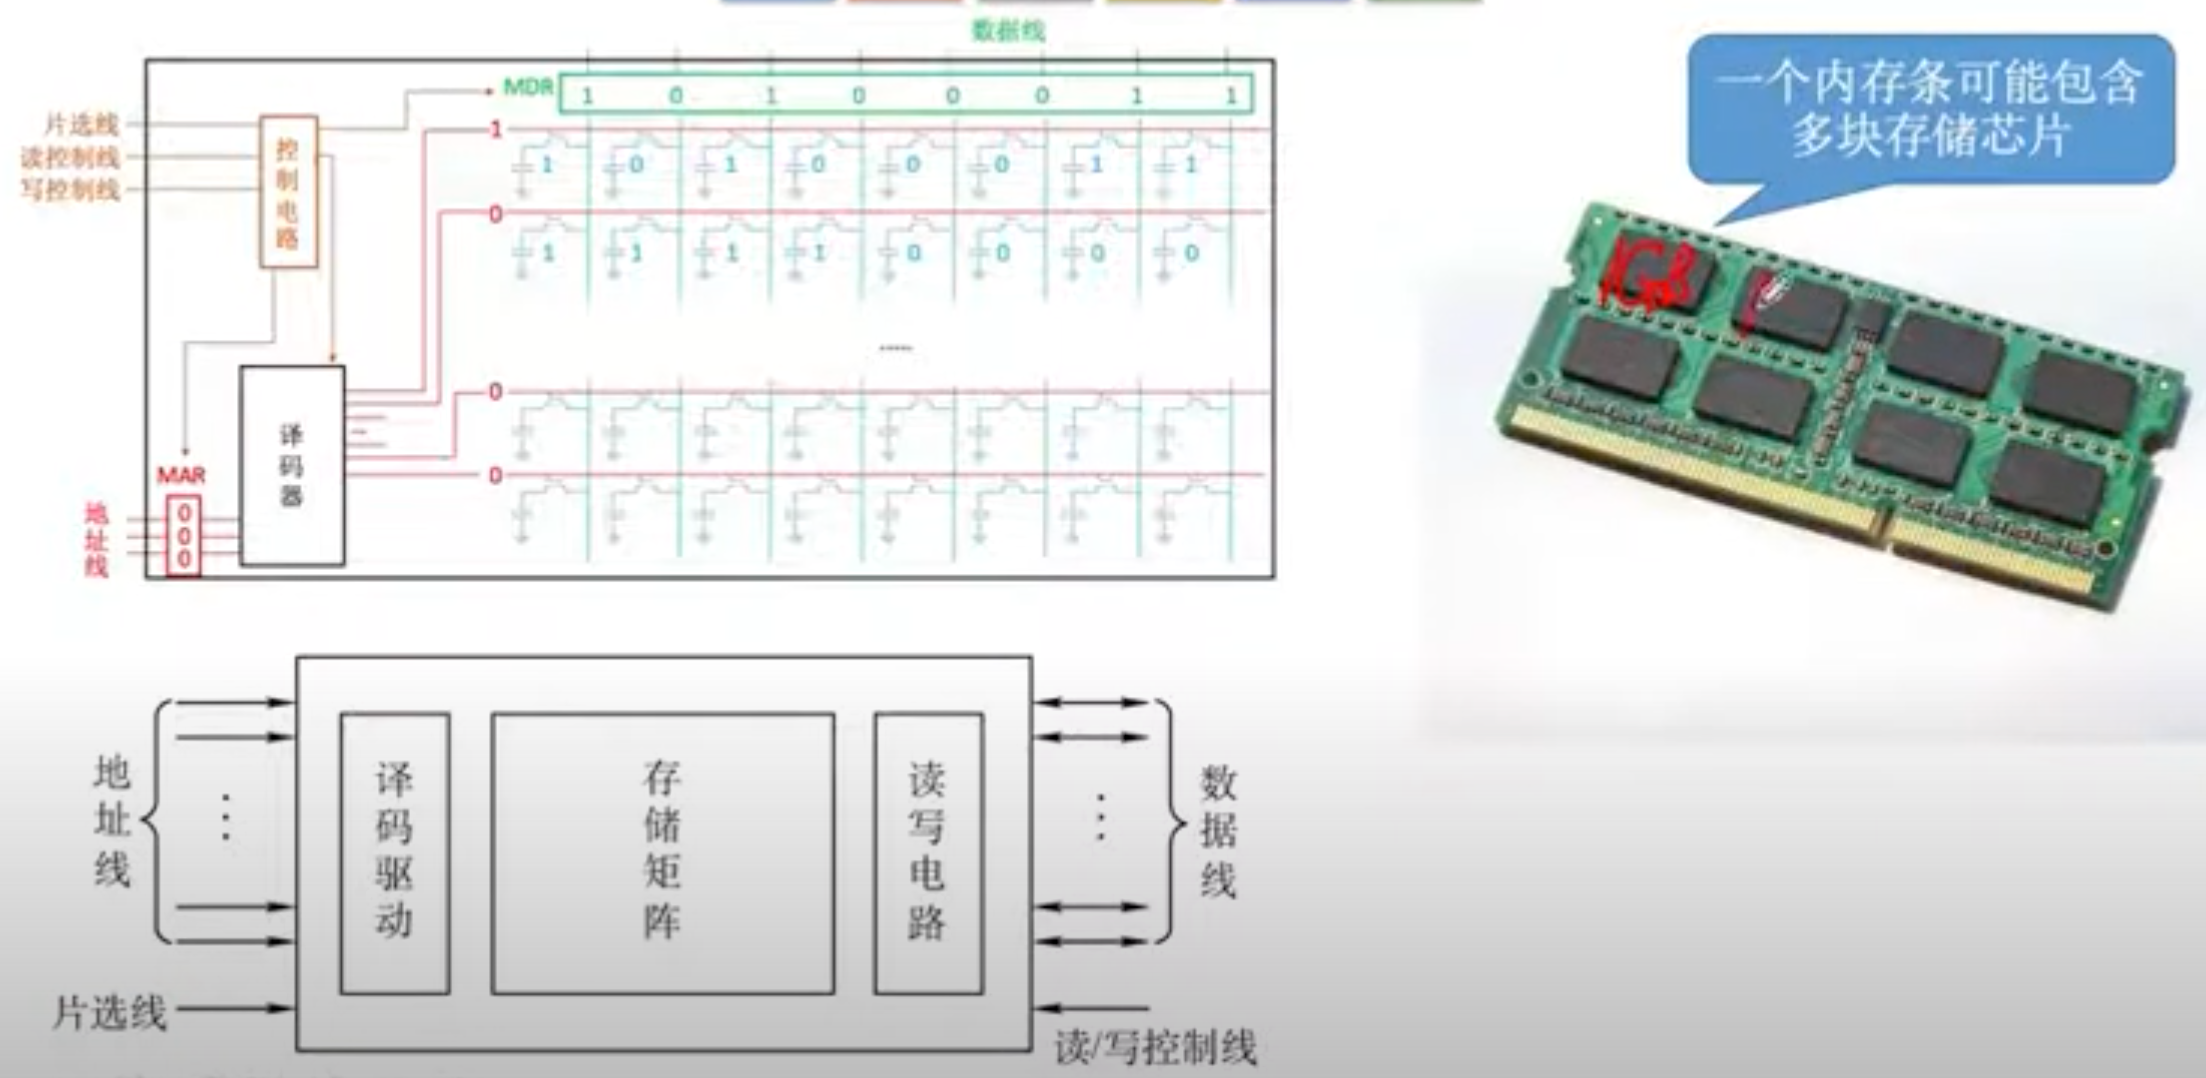 数据线
MDR 1 0 1 0 0 0 1 1
片选线
读控制线
写控制线
控制电路
1
1 0 1 0 0 0 1 1
0
1 1 1 1 0 0 0 0
......
0
0
译码器
MAR
地址线
0
0
0
一个内存条可能包含
多块存储芯片
1GB
地址线
译码驱动
存储矩阵
读写电路
数据线
片选线
读/写控制线